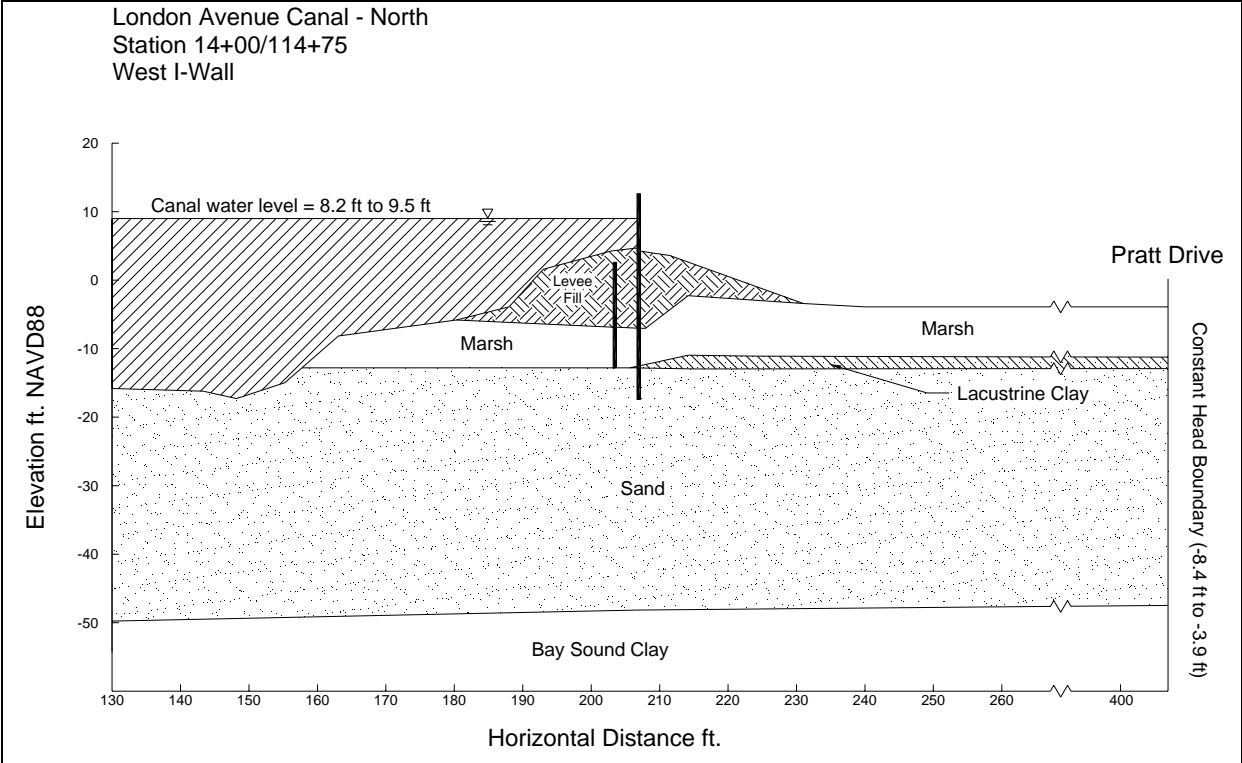 London Avenue Canal - North
Station 14+00/114+75
West I-Wall
20
10
0
-10
-20
-30
-40
-50
Elevation ft. NAVD88
Canal water level = 8.2 ft to 9.5 ft
Levee
Fill
Marsh
Marsh
Pratt Drive
Lacustrine Clay
Sand
Bay Sound Clay
Constant Head Boundary (-8.4 ft to -3.9 ft)
130 140 150 160 170 180 190 200 210 220 230 240 250 260 400
Horizontal Distance ft.